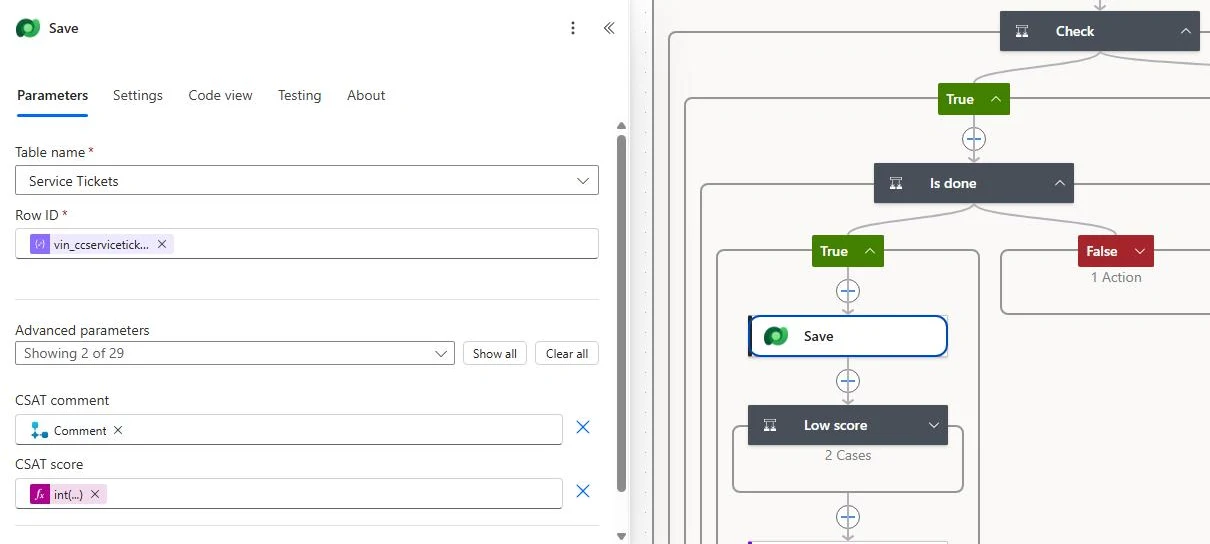 Save
Parameters
Settings
Code view
Testing
About
Table name *
Service Tickets
Row ID *
vin_ccservicetick...
Advanced parameters
Showing 2 of 29
Show all
Clear all
CSAT comment
Comment
CSAT score
fx int(...)
Check
True
Is done
True
False
1 Action
Save
Low score
2 Cases